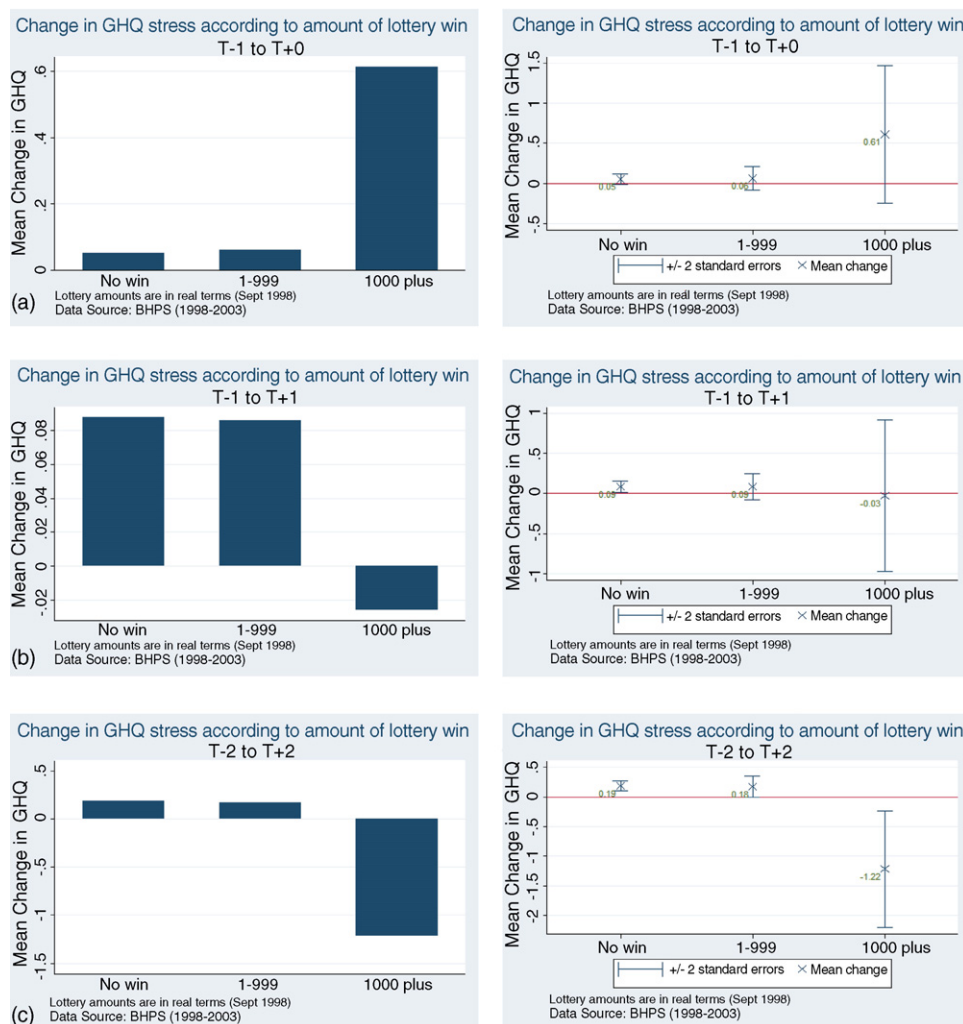 Change in GHQ stress according to amount of lottery win
T-1 to T+0
Mean Change in GHQ
.6
.4
.2
0
No win 1-999 1000 plus
Lottery amounts are in real terms (Sept 1998)
(a) Data Source: BHPS (1998-2003)
Change in GHQ stress according to amount of lottery win
T-1 to T+0
Mean Change in GHQ
1.5
1
.5
0
-.5
0.05
0.06
0.61
No win 1-999 1000 plus
+/- 2 standard errors Mean change
Lottery amounts are in real terms (Sept 1998)
Data Source: BHPS (1998-2003)
Change in GHQ stress according to amount of lottery win
T-1 to T+1
Mean Change in GHQ
.08
.06
.04
.02
0
-.02
No win 1-999 1000 plus
Lottery amounts are in real terms (Sept 1998)
(b) Data Source: BHPS (1998-2003)
Change in GHQ stress according to amount of lottery win
T-1 to T+1
Mean Change in GHQ
1
.5
0
-.5
-1
0.09
0.09
-0.03
No win 1-999 1000 plus
+/- 2 standard errors Mean change
Lottery amounts are in real terms (Sept 1998)
Data Source: BHPS (1998-2003)
Change in GHQ stress according to amount of lottery win
T-2 to T+2
Mean Change in GHQ
.5
0
-.5
-1
-1.5
No win 1-999 1000 plus
Lottery amounts are in real terms (Sept 1998)
(c) Data Source: BHPS (1998-2003)
Change in GHQ stress according to amount of lottery win
T-2 to T+2
Mean Change in GHQ
.5
0
-.5
-1
-1.5
-2
0.19
0.18
-1.22
No win 1-999 1000 plus
+/- 2 standard errors Mean change
Lottery amounts are in real terms (Sept 1998)
Data Source: BHPS (1998-2003)